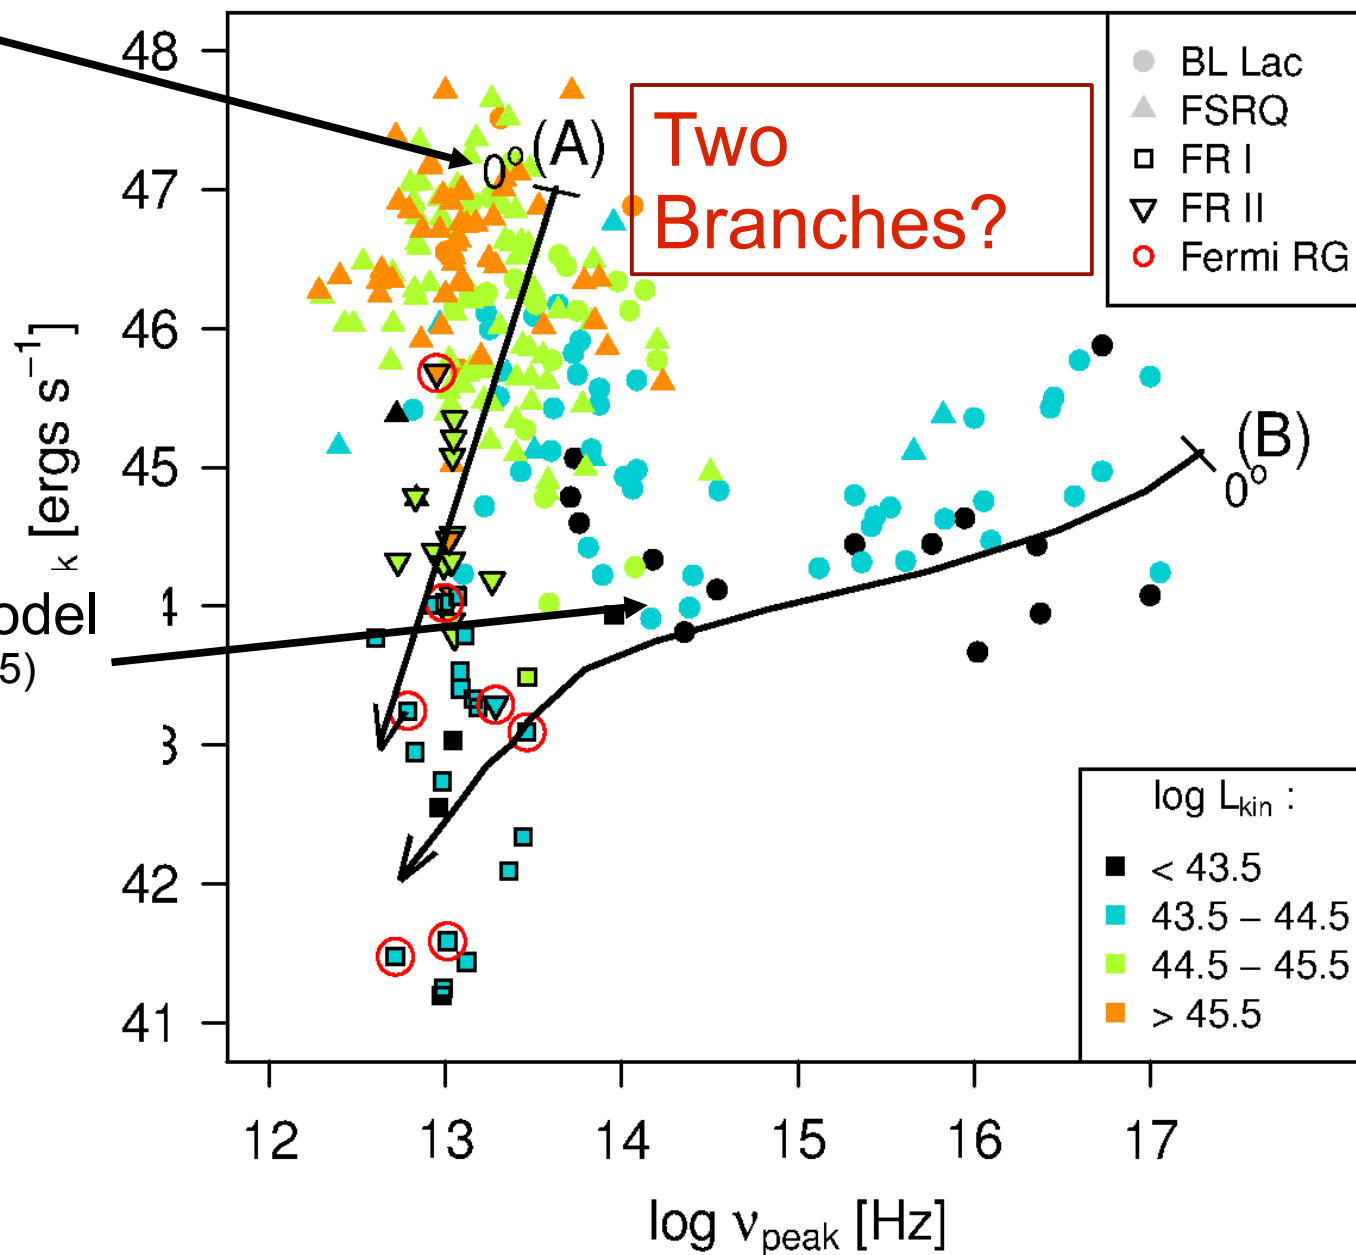 48
47
46
45
4
3
42
41
k [ergs s⁻¹]
0° (A)
Two
Branches?
BL Lac
FSRQ
FR I
FR II
Fermi RG
(B)
0°
odel
5)
log L_kin :
< 43.5
43.5 – 44.5
44.5 – 45.5
> 45.5
12 13 14 15 16 17
log ν_peak [Hz]